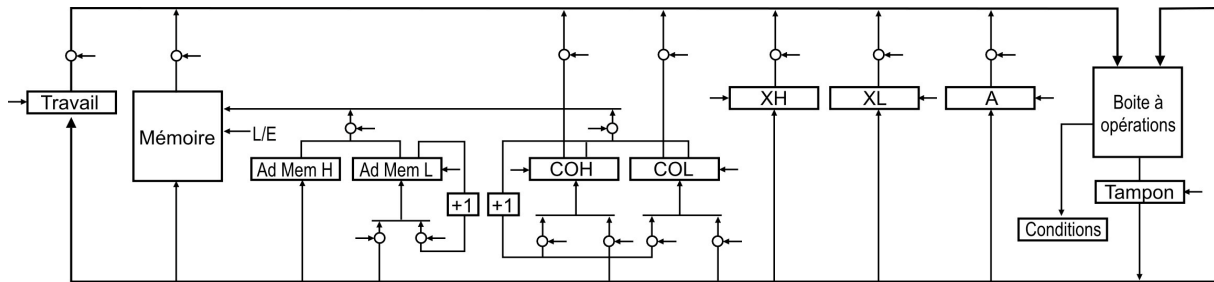 Travail
Mémoire
L/E
Ad Mem H
Ad Mem L
+1
+1
COH
COL
XH
XL
A
Boite à
opérations
Tampon
Conditions